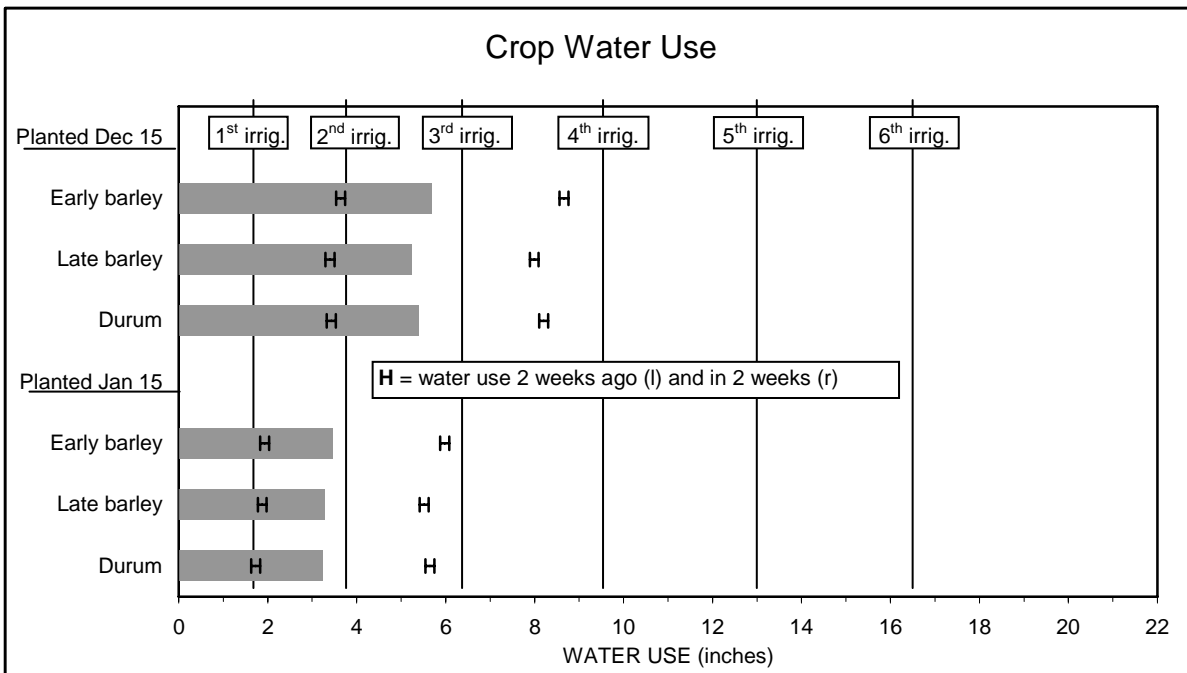 Crop Water Use
1st irrig. 2nd irrig. 3rd irrig. 4th irrig. 5th irrig. 6th irrig.
Planted Dec 15
Early barley H H
Late barley H H
Durum H H
Planted Jan 15
H = water use 2 weeks ago (l) and in 2 weeks (r)
Early barley H H
Late barley H H
Durum H H
0 2 4 6 8 10 12 14 16 18 20 22
WATER USE (inches)